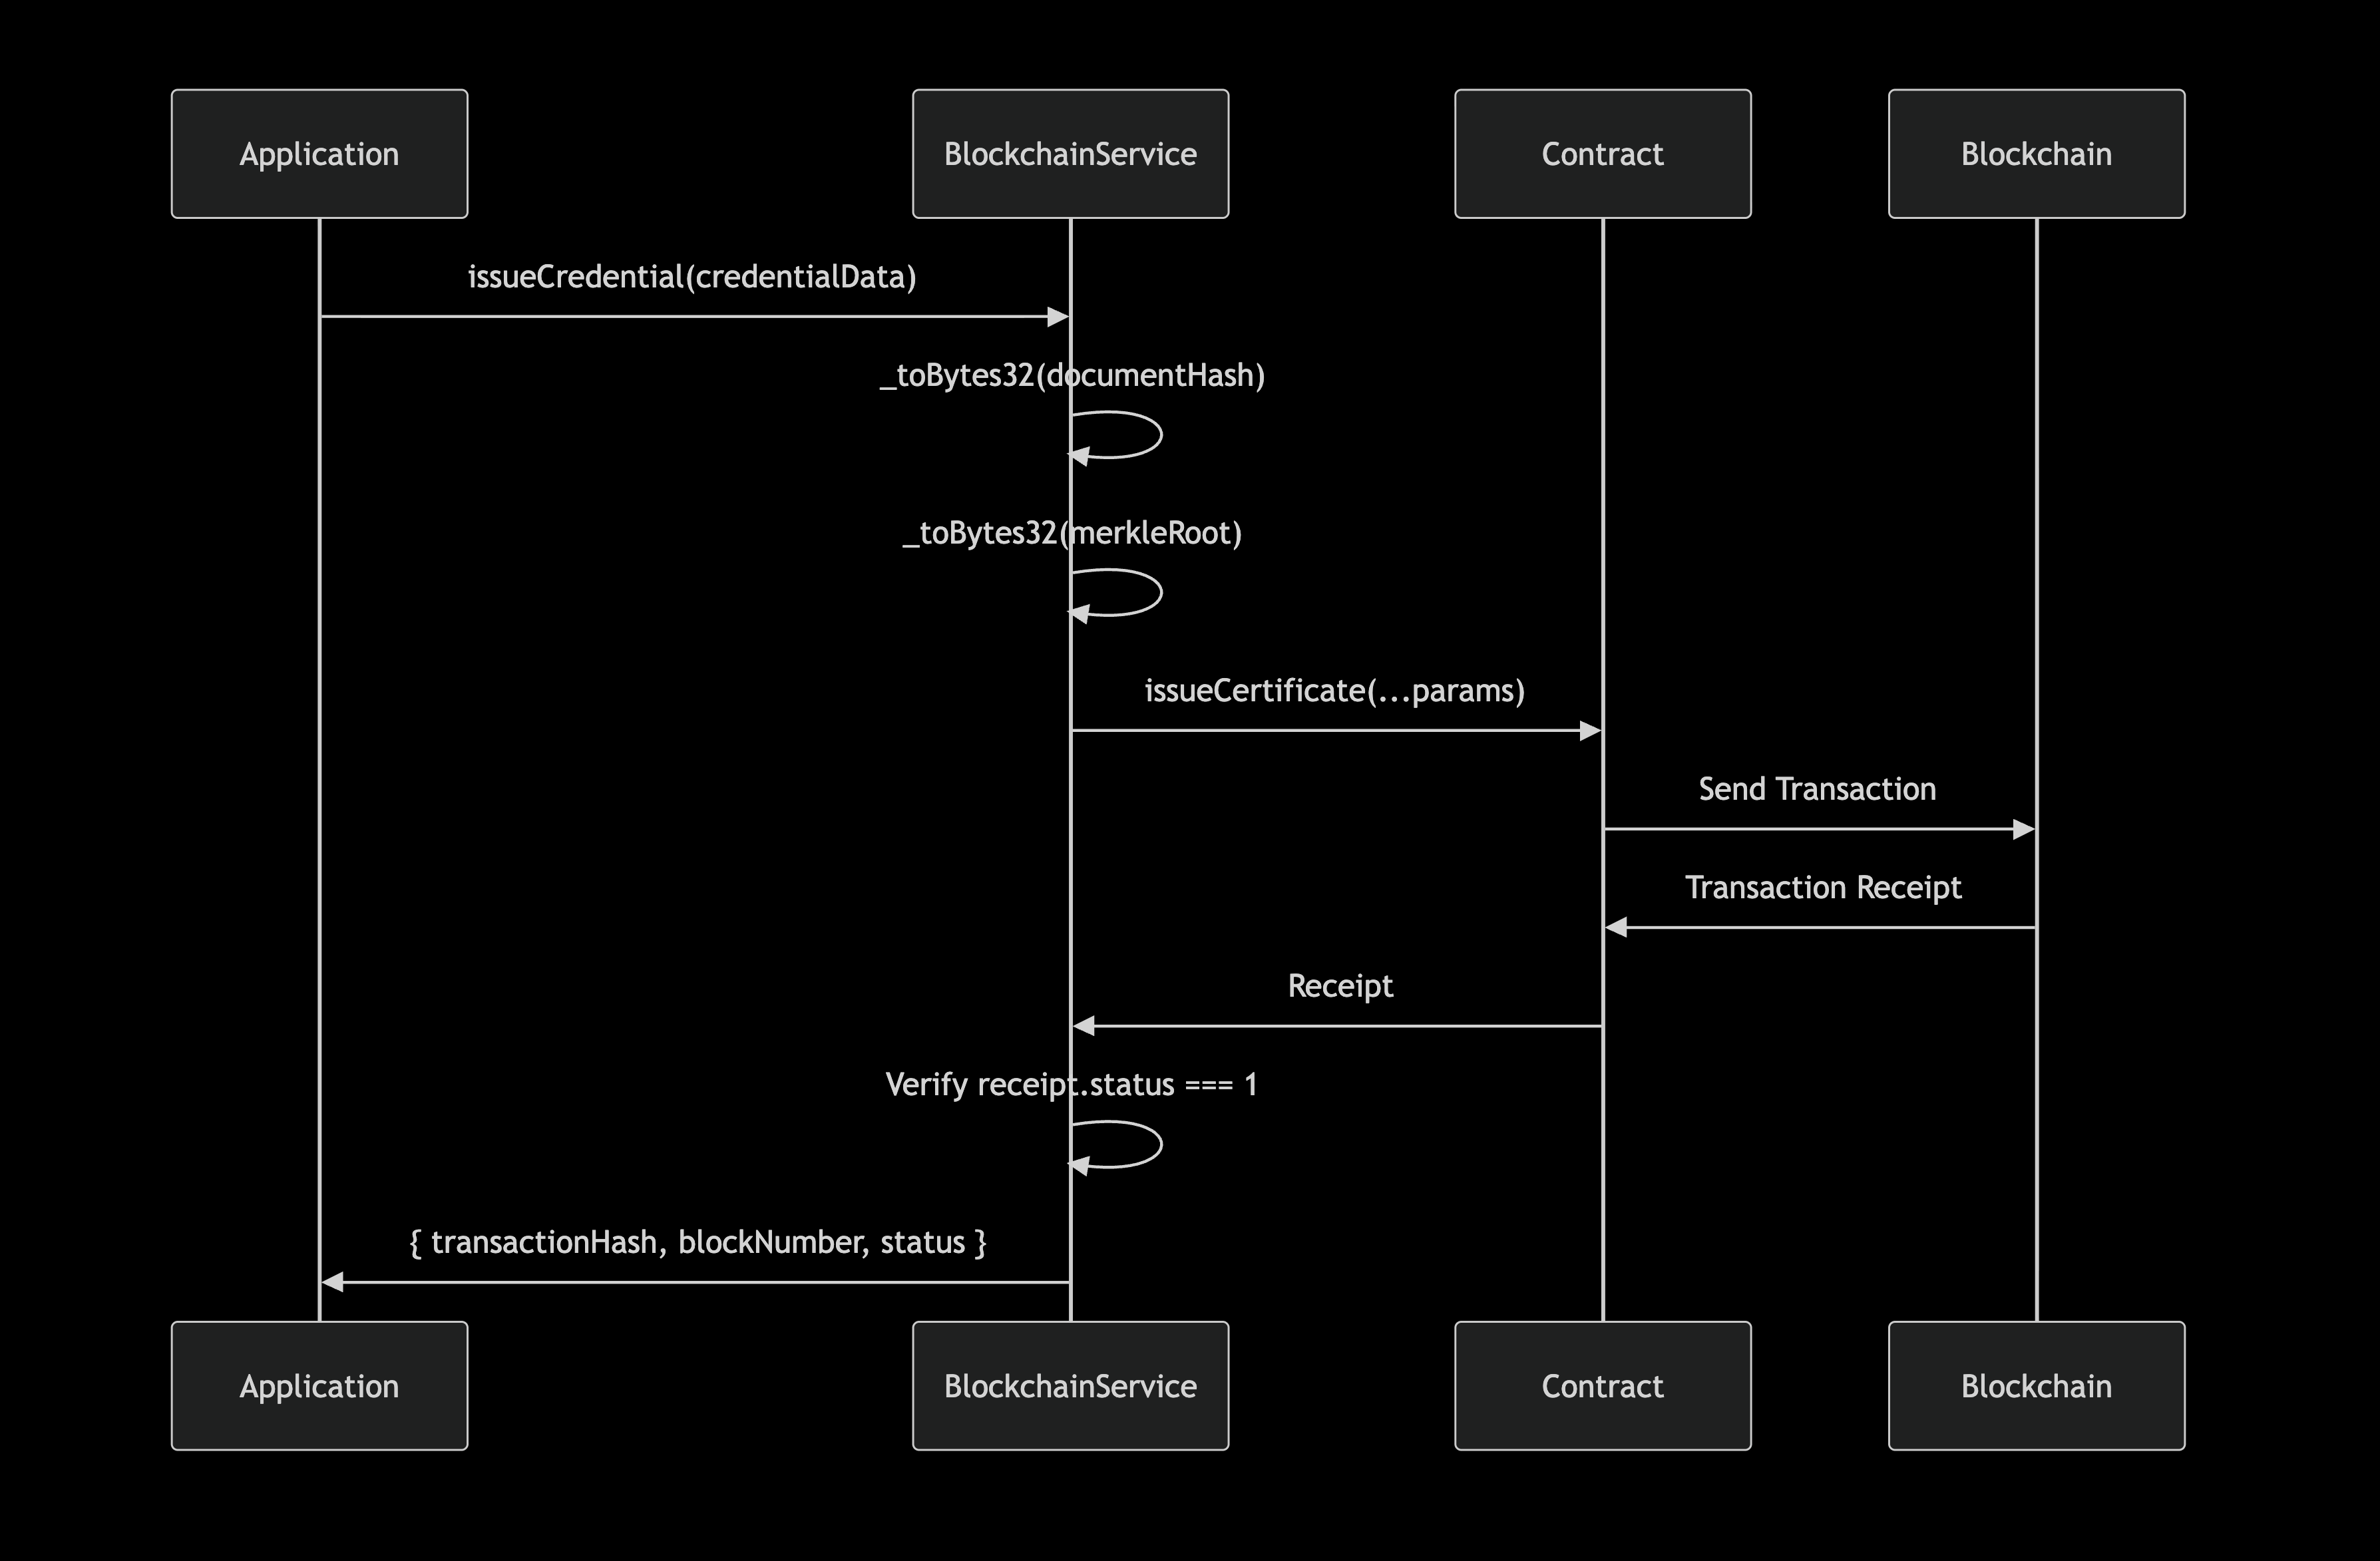 Application
BlockchainService
Contract
Blockchain
issueCredential(credentialData)
_toBytes32(documentHash)
_toBytes32(merkleRoot)
issueCertificate(...params)
Send Transaction
Transaction Receipt
Receipt
Verify receipt.status === 1
{ transactionHash, blockNumber, status }
Application
BlockchainService
Contract
Blockchain